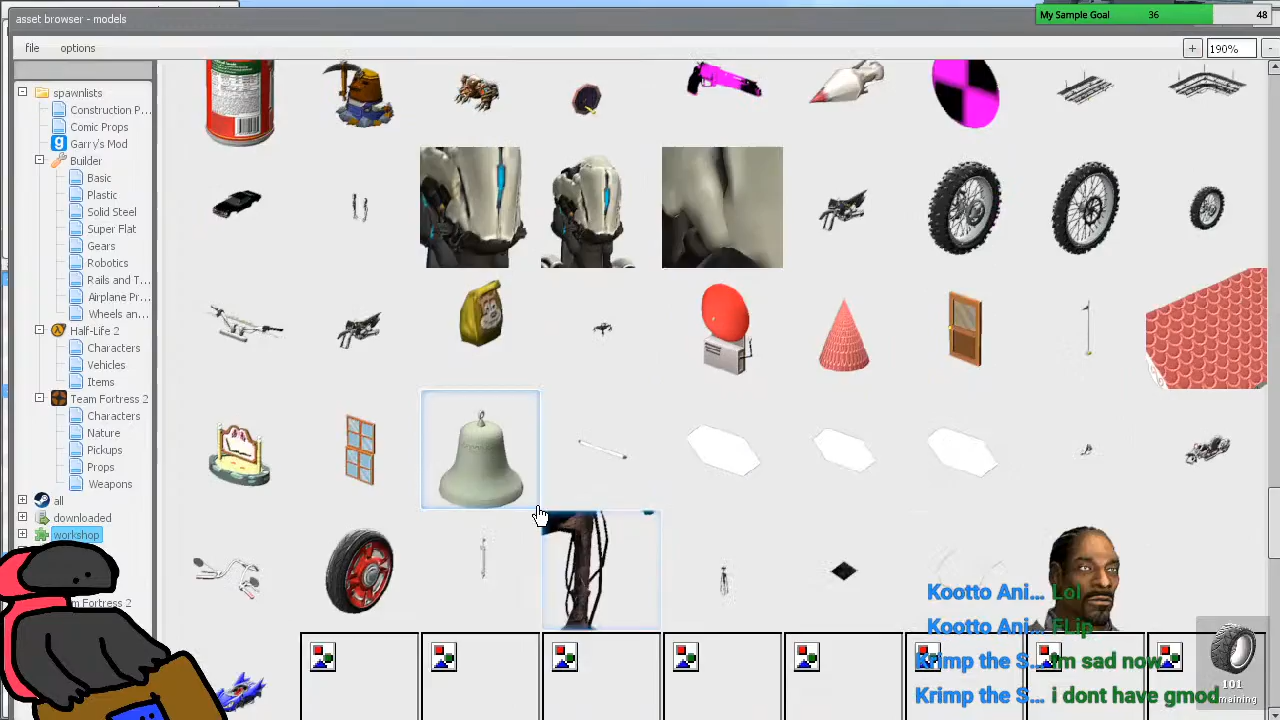 asset browser - models
My Sample Goal 36 48
file options
+ 190% -
spawnlists
Construction P...
Comic Props
Garry's Mod
Builder
Basic
Plastic
Solid Steel
Super Flat
Gears
Robotics
Rails and T...
Airplane Pr...
Wheels an...
Half-Life 2
Characters
Vehicles
Items
Team Fortress 2
Characters
Nature
Pickups
Props
Weapons
all
downloaded
workshop
Fortress 2
Kootto Ani... Lol
Kootto Ani... FLip
Krimp the S... Im sad now
Krimp the S... i dont have gmod
101